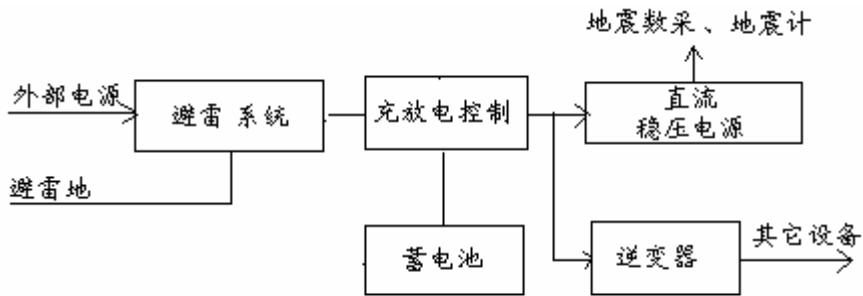 地震数采、地震计
外部电源
避雷 系统
充放电控制
直流
稳压电源
避雷地
蓄电池
逆变器
其它设备